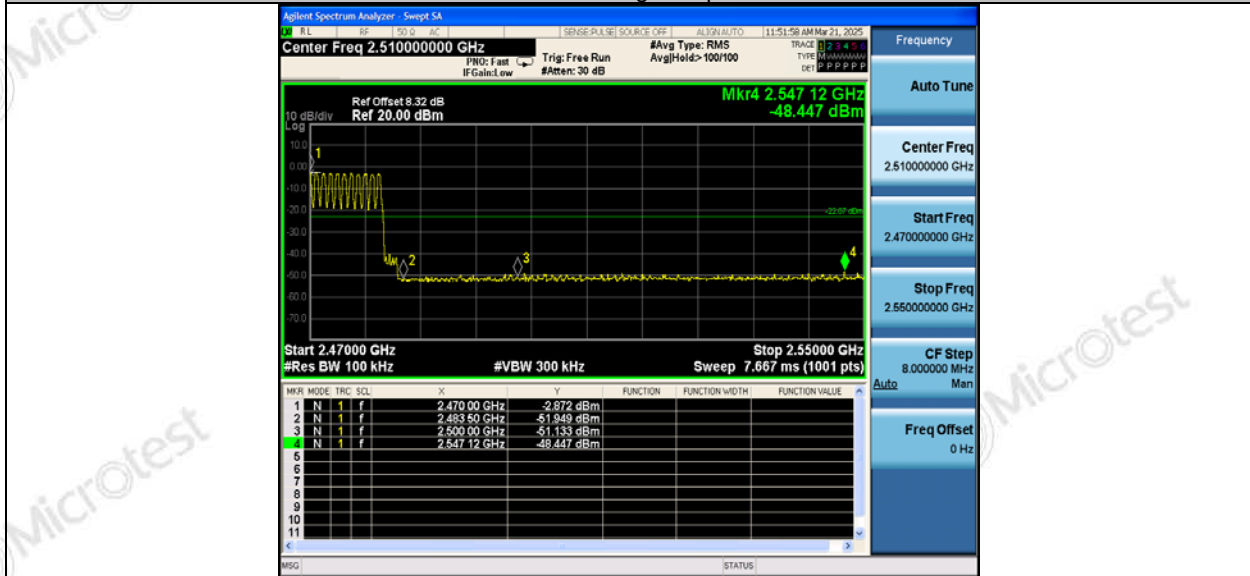 Agilent Spectrum Analyzer - Swept SA
RL RF 50 Ω AC SENSE:PULSE SOURCE OFF ALIGNAUTO 11:51:58 AM Mar 21, 2025
Center Freq 2.510000000 GHz #Avg Type: RMS TRACE 1 2 3 4 5 6
PNO: Fast Trig: Free Run Avg|Hold:>100/100 TYPE M
IFGain:Low #Atten: 30 dB DET P P P P P P
Frequency
Auto Tune
Center Freq
2.510000000 GHz
Start Freq
2.470000000 GHz
Stop Freq
2.550000000 GHz
CF Step
8.000000 MHz
Auto Man
Freq Offset
0 Hz
Mkr4 2.547 12 GHz
Ref Offset 8.32 dB
10 dB/div Ref 20.00 dBm -48.447 dBm
Log
10.0
0.00
-10.0
-20.0
-30.0
-40.0
-50.0
-60.0
-70.0
1
2
3
4
-22.87 dBm
Start 2.47000 GHz Stop 2.55000 GHz
#Res BW 100 kHz #VBW 300 kHz Sweep 7.667 ms (1001 pts)
MKR MODE TRC SCL X Y FUNCTION FUNCTION WIDTH FUNCTION VALUE
1 N 1 f 2.470 00 GHz -2.872 dBm
2 N 1 f 2.483 50 GHz -51.949 dBm
3 N 1 f 2.500 00 GHz -51.133 dBm
4 N 1 f 2.547 12 GHz -48.447 dBm
5
6
7
8
9
10
11
MSG STATUS
Microtest
Microtest
Microtest